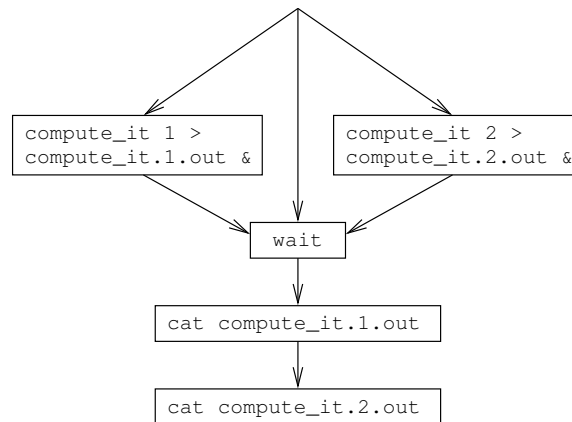 compute_it 1 >
compute_it.1.out &
compute_it 2 >
compute_it.2.out &
wait
cat compute_it.1.out
cat compute_it.2.out